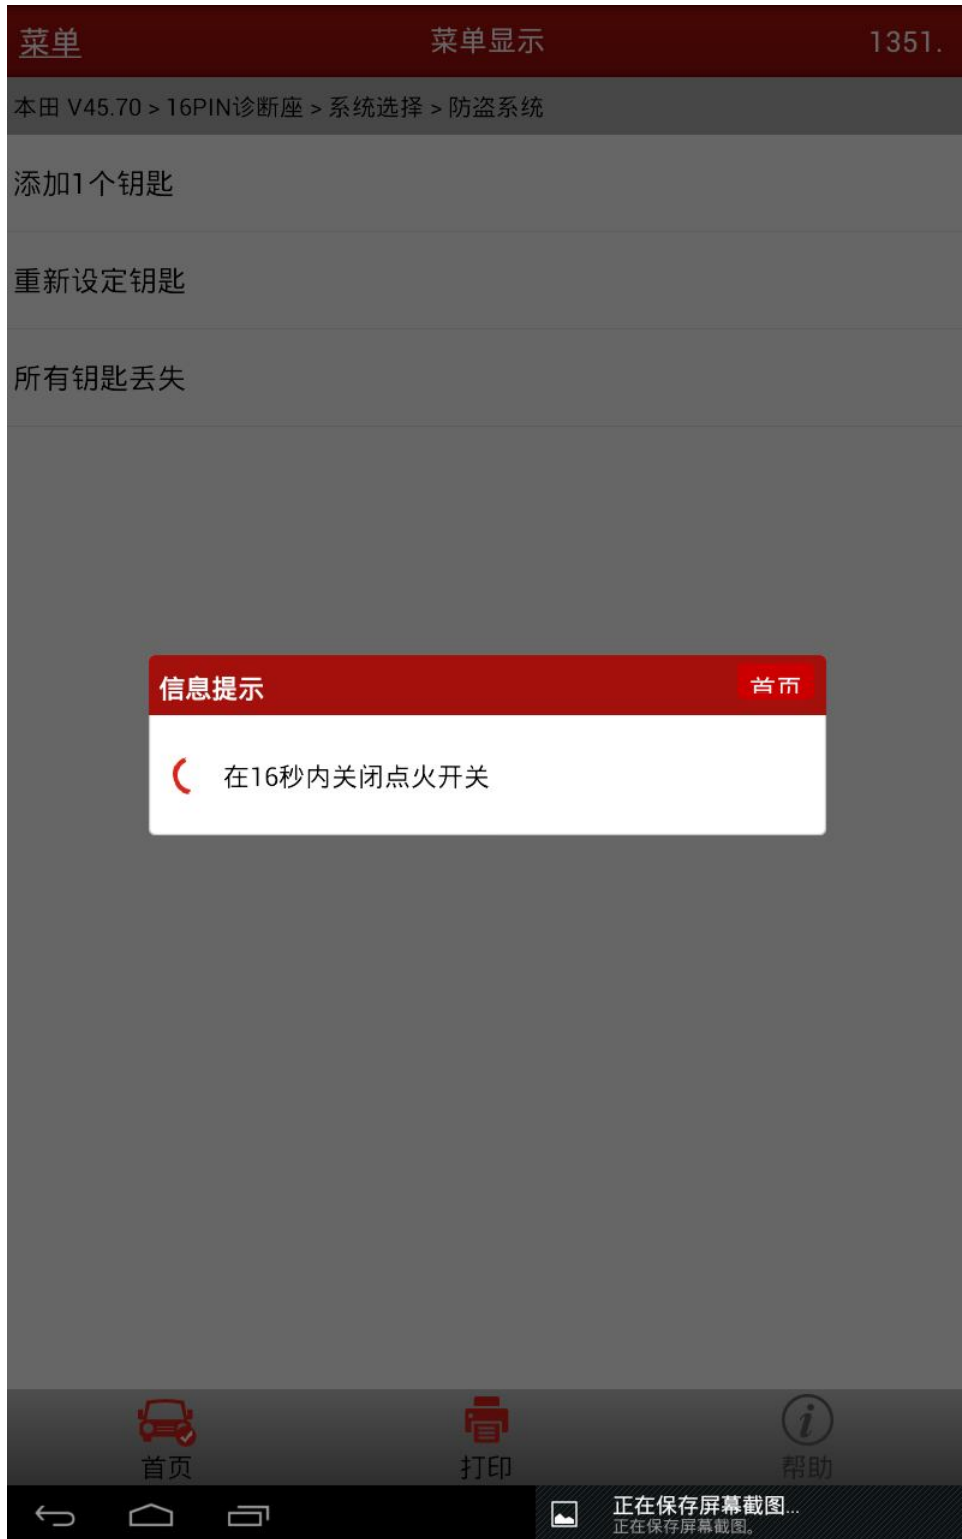 菜单
菜单显示
1351.
本田 V45.70 > 16PIN诊断座 > 系统选择 > 防盗系统
添加1个钥匙
重新设定钥匙
所有钥匙丢失
信息提示
首页
在16秒内关闭点火开关
首页
打印
帮助
正在保存屏幕截图...
正在保存屏幕截图。